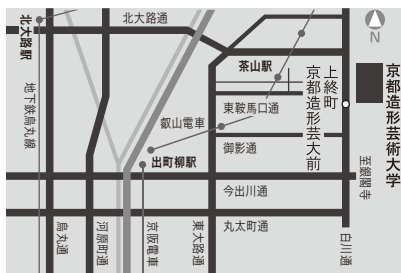 北大路通
北大路駅
N
茶山駅
上終町
京都造形芸大前
京都造形芸術大学
地下鉄烏丸線
東鞍馬口通
叡山電車
御影通
出町柳駅
至銀閣寺
今出川通
丸太町通
烏丸通
河原町通
京阪電車
東大路通
白川通